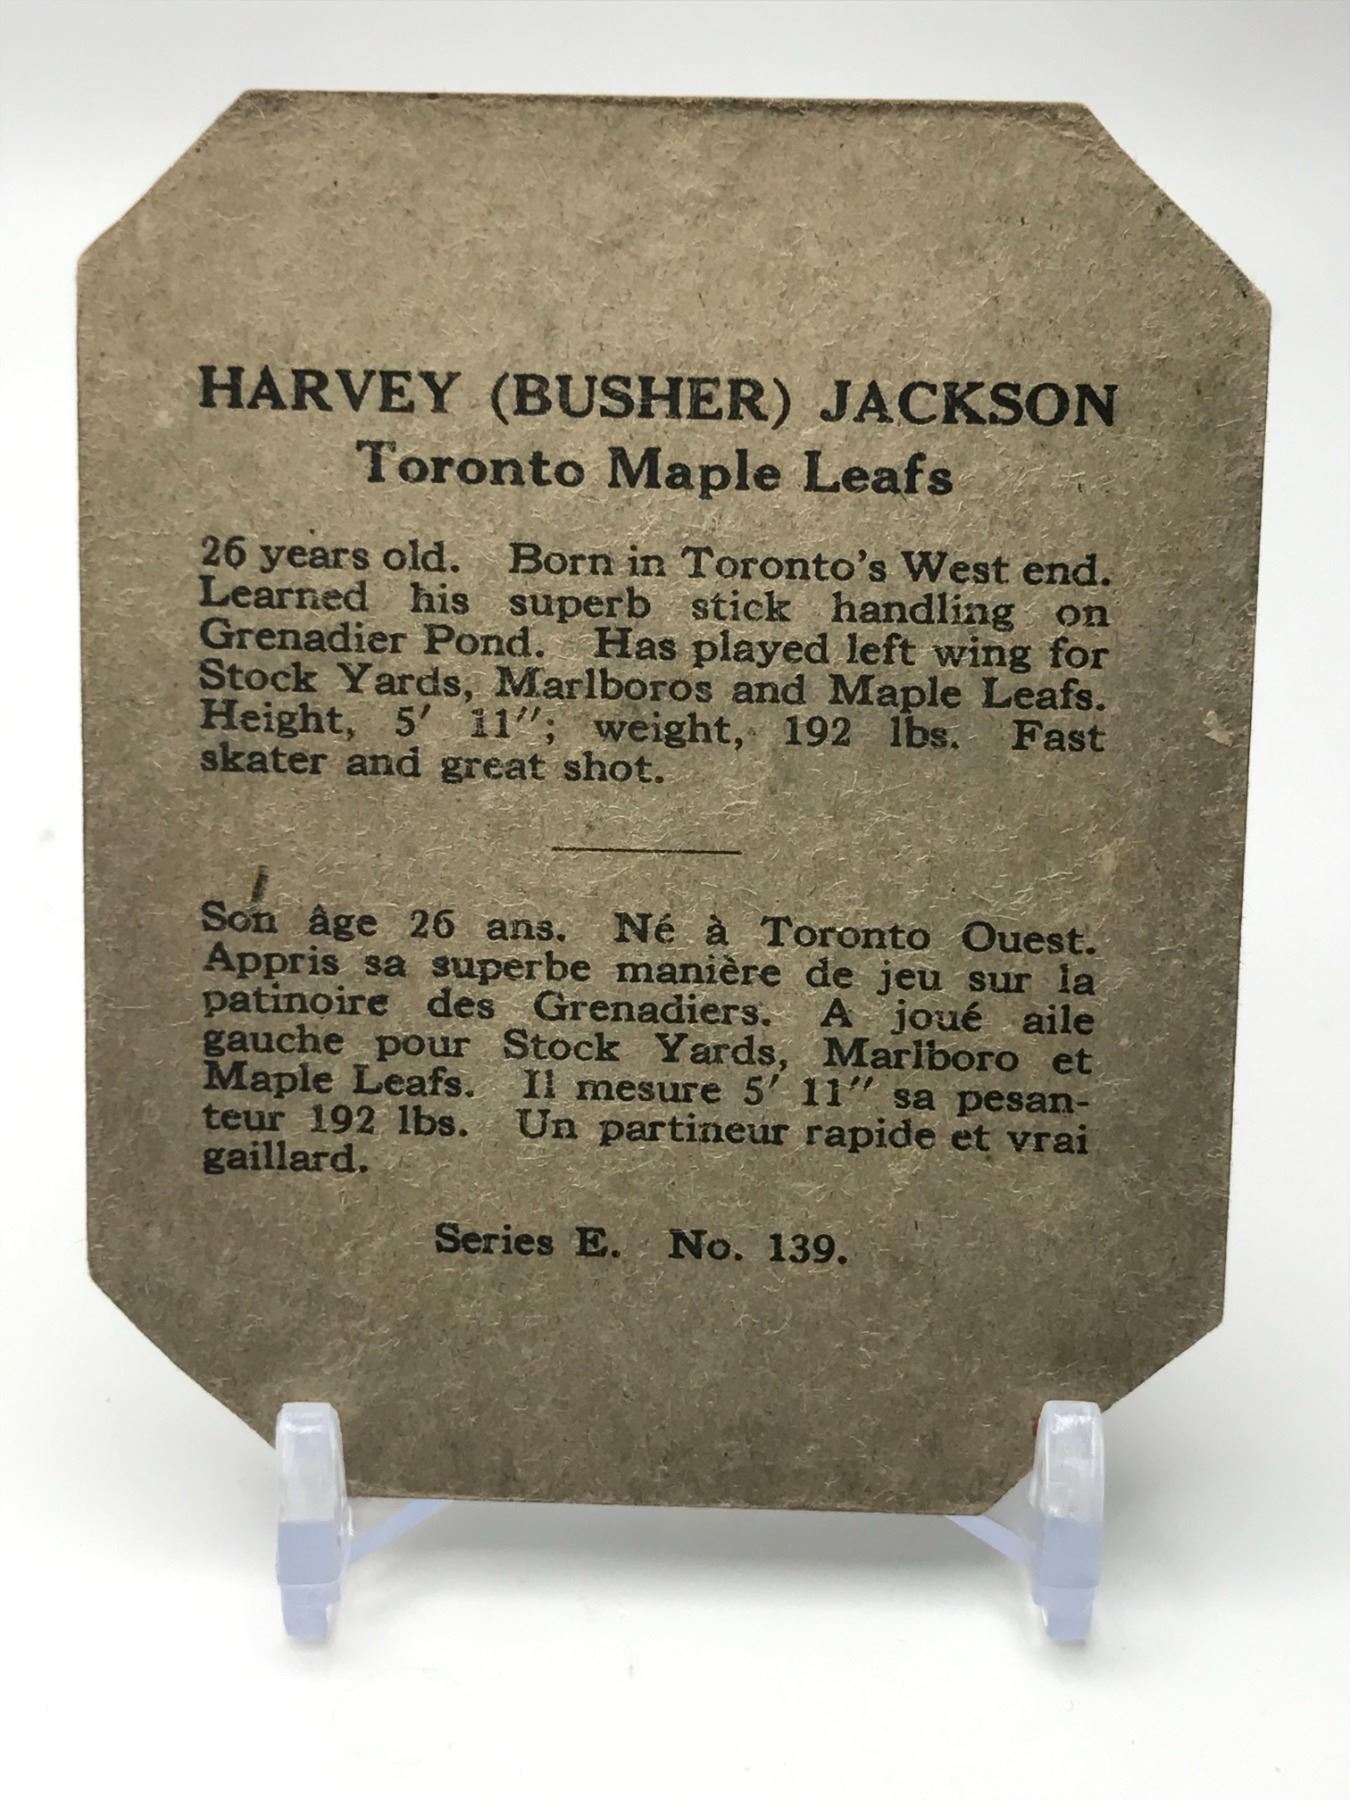 HARVEY (BUSHER) JACKSON
Toronto Maple Leafs
26 years old. Born in Toronto's West end.
Learned his superb stick handling on
Grenadier Pond. Has played left wing for
Stock Yards, Marlboros and Maple Leafs.
Height, 5′ 11″; weight, 192 lbs. Fast
skater and great shot.
Son âge 26 ans. Né à Toronto Ouest.
Appris sa superbe manière de jeu sur la
patinoire des Grenadiers. A joué aile
gauche pour Stock Yards, Marlboro et
Maple Leafs. Il mesure 5′ 11″ sa pesan-
teur 192 lbs. Un partineur rapide et vrai
gaillard.
Series E. No. 139.